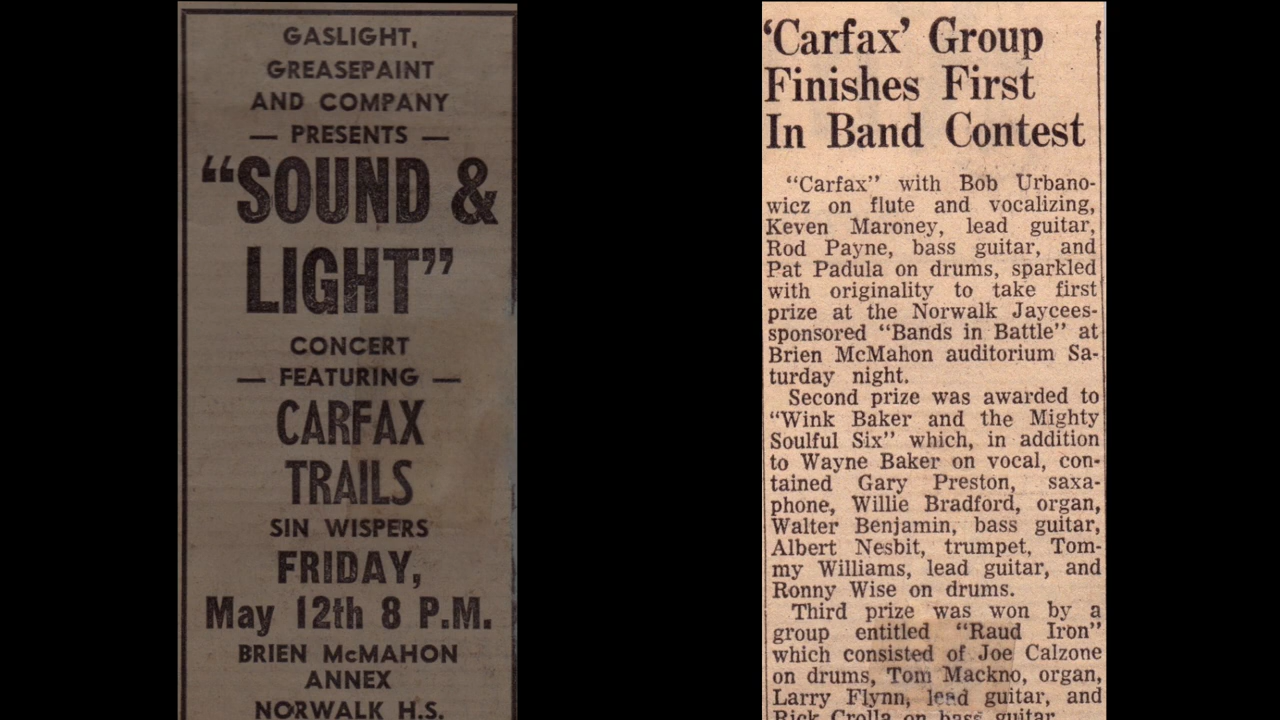 GASLIGHT,
GREASEPAINT
AND COMPANY
— PRESENTS —
“SOUND &
LIGHT”
CONCERT
— FEATURING —
CARFAX
TRAILS
SIN WISPERS
FRIDAY,
May 12th 8 P.M.
BRIEN McMAHON
ANNEX
NORWALK H.S.
‘Carfax’ Group
Finishes First
In Band Contest
“Carfax” with Bob Urbano-
wicz on flute and vocalizing,
Keven Maroney, lead guitar,
Rod Payne, bass guitar, and
Pat Padula on drums, sparkled
with originality to take first
prize at the Norwalk Jaycees-
sponsored “Bands in Battle” at
Brien McMahon auditorium Sa-
turday night.
Second prize was awarded to
“Wink Baker and the Mighty
Soulful Six” which, in addition
to Wayne Baker on vocal, con-
tained Gary Preston, saxa-
phone, Willie Bradford, organ,
Walter Benjamin, bass guitar,
Albert Nesbit, trumpet, Tom-
my Williams, lead guitar, and
Ronny Wise on drums.
Third prize was won by a
group entitled “Raud Iron”
which consisted of Joe Calzone
on drums, Tom Mackno, organ,
Larry Flynn, lead guitar, and
Rick Crolla on bass guitar